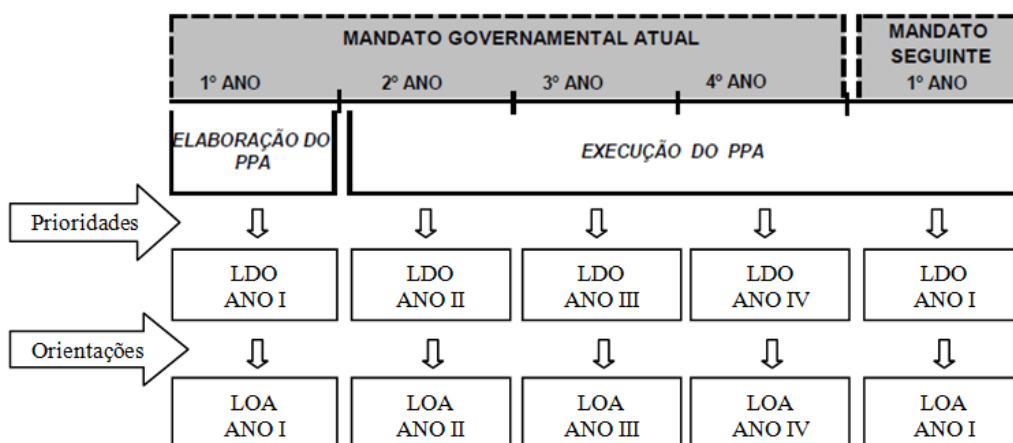 MANDATO GOVERNAMENTAL ATUAL
MANDATO
SEGUINTE
1º ANO
2º ANO
3º ANO
4º ANO
1º ANO
ELABORAÇÃO DO
PPA
EXECUÇÃO DO PPA
Prioridades
LDO
ANO I
LDO
ANO II
LDO
ANO III
LDO
ANO IV
LDO
ANO I
Orientações
LOA
ANO I
LOA
ANO II
LOA
ANO III
LOA
ANO IV
LOA
ANO I